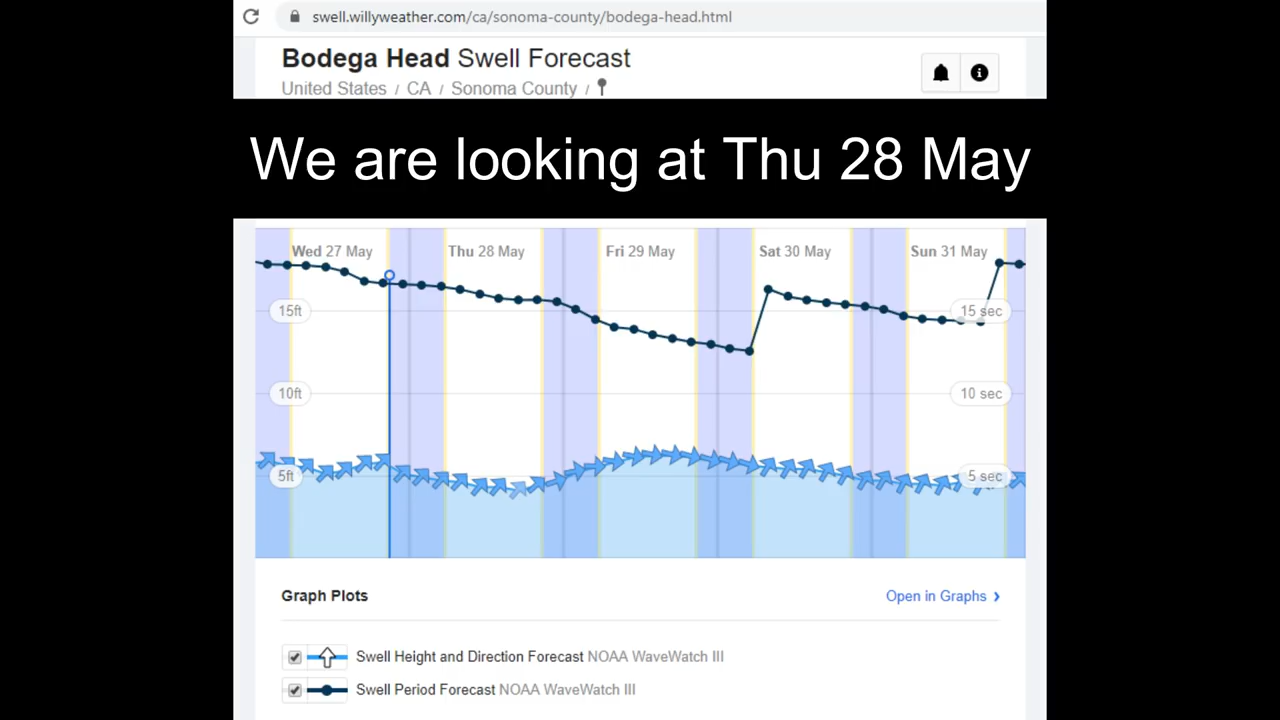 swell.willyweather.com/ca/sonoma-county/bodega-head.html
Bodega Head Swell Forecast
United States / CA / Sonoma County /
We are looking at Thu 28 May
Wed 27 May
Thu 28 May
Fri 29 May
Sat 30 May
Sun 31 May
15ft
15 sec
10ft
10 sec
5ft
5 sec
Graph Plots
Open in Graphs
Swell Height and Direction Forecast NOAA WaveWatch III
Swell Period Forecast NOAA WaveWatch III